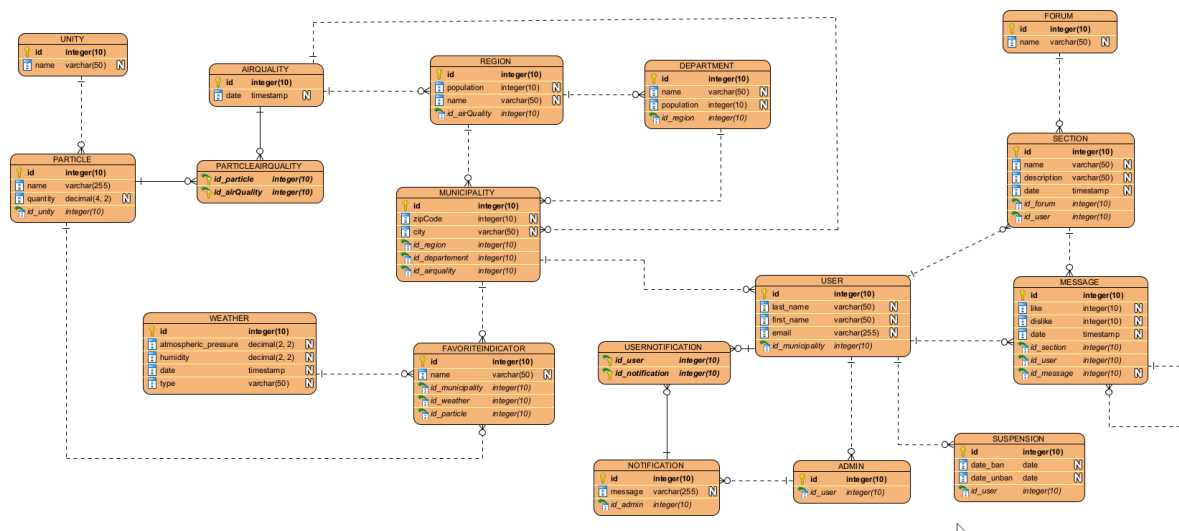 UNITY
id integer(10)
name varchar(50) N
AIRQUALITY
id integer(10)
date timestamp N
REGION
id integer(10)
population integer(10) N
name varchar(50) N
id_airQuality integer(10)
DEPARTMENT
id integer(10)
name varchar(50) N
population integer(10) N
id_region integer(10)
FORUM
id integer(10)
name varchar(50) N
PARTICLE
id integer(10)
name varchar(255)
quantity decimal(4, 2) N
id_unity integer(10)
PARTICLEAIRQUALITY
id_particle integer(10)
id_airQuality integer(10)
MUNICIPALITY
id integer(10)
zipCode integer(10) N
city varchar(50) N
id_region integer(10)
id_departement integer(10)
id_airquality integer(10)
SECTION
id integer(10)
name varchar(50) N
description varchar(50) N
date timestamp N
id_forum integer(10)
id_user integer(10)
WEATHER
id integer(10)
atmospheric_pressure decimal(2, 2) N
humidity decimal(2, 2) N
date timestamp N
type varchar(50) N
FAVORITEINDICATOR
id integer(10)
name varchar(50) N
id_municipality integer(10)
id_weather integer(10)
id_particle integer(10)
USER
id integer(10)
last_name varchar(50) N
first_name varchar(50) N
email varchar(255) N
id_municipality integer(10)
MESSAGE
id integer(10)
like integer(10) N
dislike integer(10) N
date timestamp N
id_section integer(10)
id_user integer(10)
id_message integer(10) N
USERNOTIFICATION
id_user integer(10)
id_notification integer(10)
NOTIFICATION
id integer(10)
message varchar(255) N
id_admin integer(10)
ADMIN
id integer(10)
id_user integer(10)
SUSPENSION
id integer(10)
date_ban date N
date_unban date N
id_user integer(10)